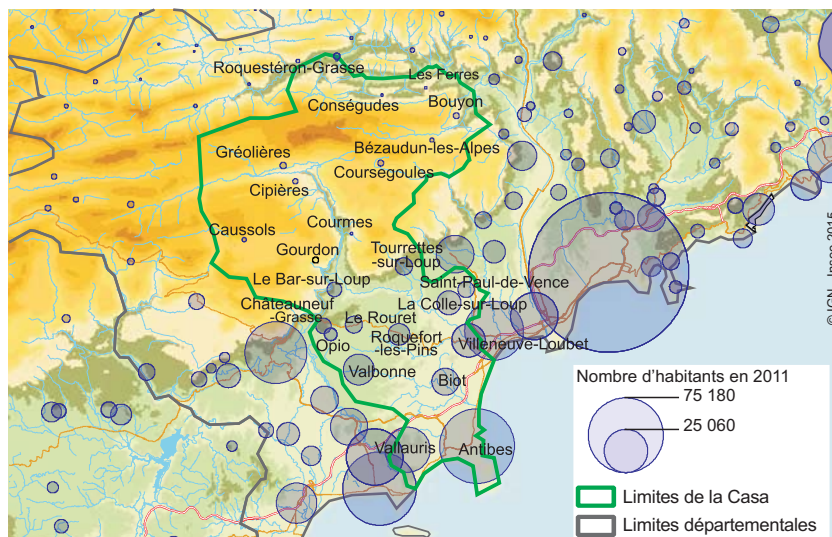 Roquestéron-Grasse
Les Ferres
Conségudes
Bouyon
Gréolières
Bézaudun-les-Alpes
Coursegoules
Cipières
Caussols
Courmes
Gourdon
Tourrettes
-sur-Loup
Le Bar-sur-Loup
Saint-Paul-de-Vence
Châteauneuf
-Grasse
La Colle-sur-Loup
Le Rouret
Opio
Roquefort
-les-Pins
Villeneuve-Loubet
Valbonne
Biot
Vallauris
Antibes
©IGN - Insee 2015
Nombre d'habitants en 2011
75 180
25 060
Limites de la Casa
Limites départementales